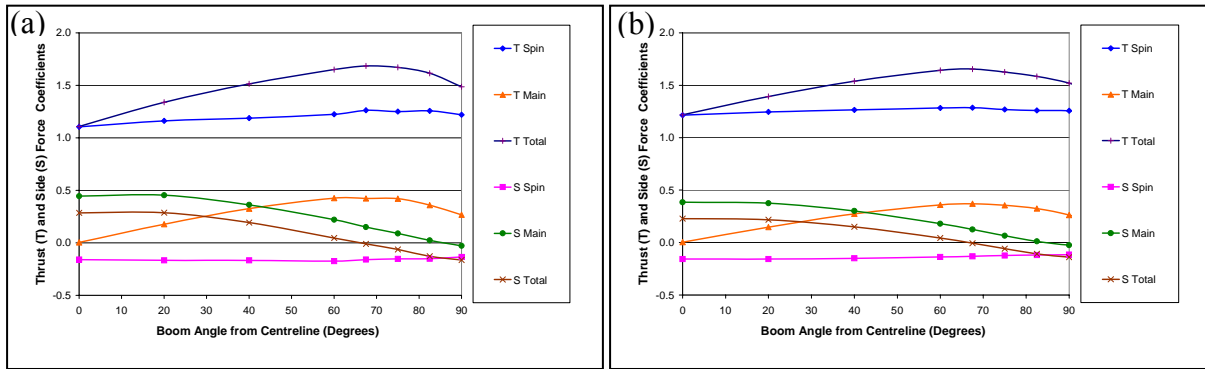 (a)
Thrust (T) and Side (S) Force Coefficients
2.0
1.5
1.0
0.5
0.0
-0.5
0 10 20 30 40 50 60 70 80 90
Boom Angle from Centreline (Degrees)
T Spin
T Main
T Total
S Spin
S Main
S Total
(b)
Thrust (T) and Side (S) Force Coefficients
2.0
1.5
1.0
0.5
0.0
-0.5
0 10 20 30 40 50 60 70 80 90
Boom Angle from Centreline (Degrees)
T Spin
T Main
T Total
S Spin
S Main
S Total